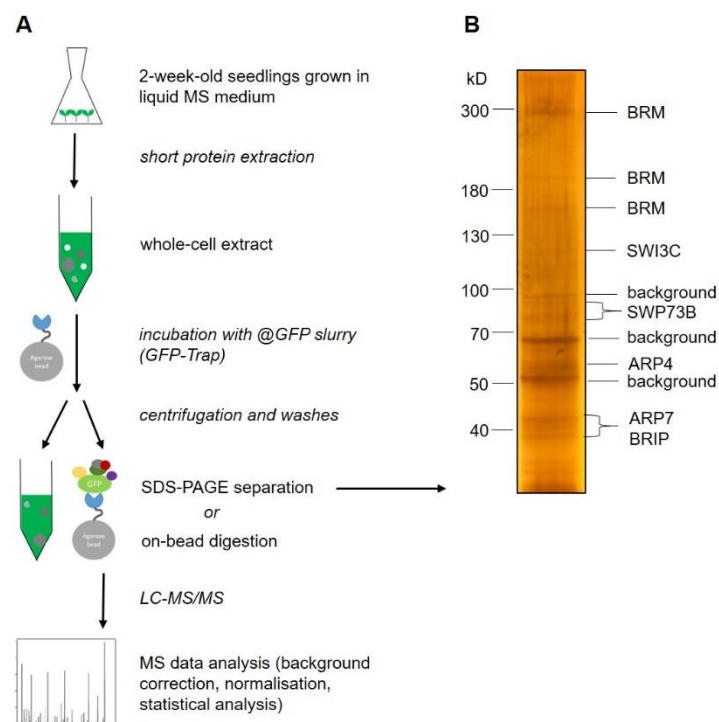 A
2-week-old seedlings grown in
liquid MS medium
short protein extraction
whole-cell extract
Agarose
bead
incubation with @GFP slurry
(GFP-Trap)
centrifugation and washes
GFP
Agarose
bead
SDS-PAGE separation
or
on-bead digestion
LC-MS/MS
MS data analysis (background
correction, normalisation,
statistical analysis)
B
kD
300
180
130
100
70
50
40
BRM
BRM
BRM
SWI3C
background
SWP73B
background
ARP4
background
ARP7
BRIP